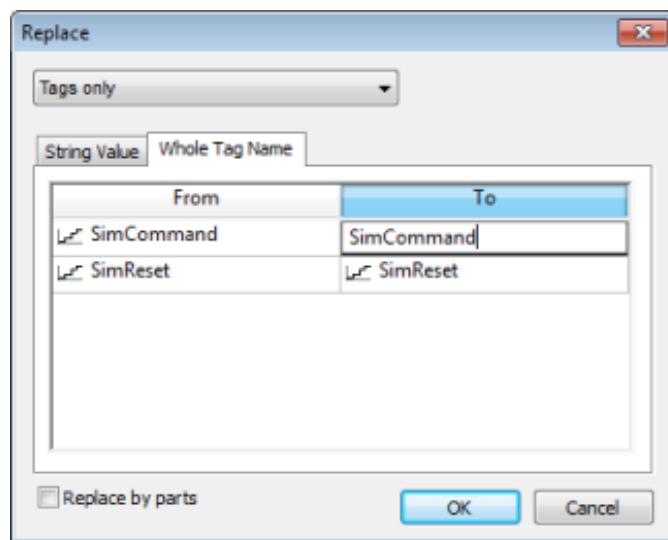 Replace
Tags only
String Value Whole Tag Name
From To
SimCommand SimCommand
SimReset SimReset
Replace by parts OK Cancel